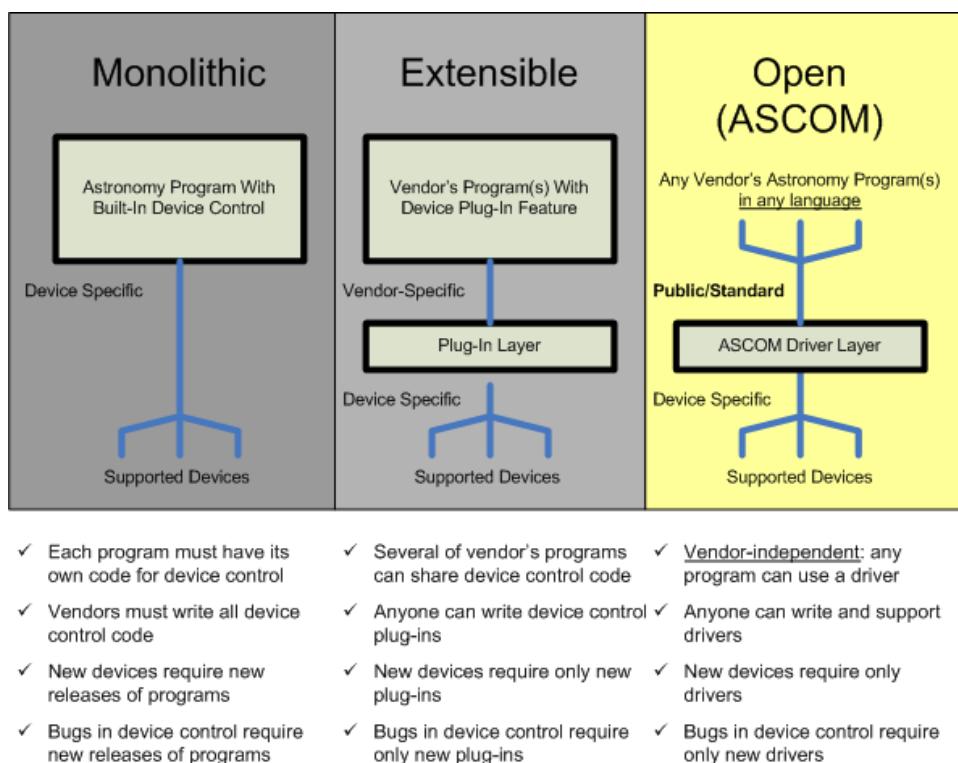 Monolithic
Astronomy Program With
Built-In Device Control
Device Specific
Supported Devices
Extensible
Vendor's Program(s) With
Device Plug-In Feature
Vendor-Specific
Plug-In Layer
Device Specific
Supported Devices
Open
(ASCOM)
Any Vendor's Astronomy Program(s)
in any language
Public/Standard
ASCOM Driver Layer
Device Specific
Supported Devices
✓ Each program must have its
own code for device control
✓ Vendors must write all device
control code
✓ New devices require new
releases of programs
✓ Bugs in device control require
new releases of programs
✓ Several of vendor's programs
can share device control code
✓ Anyone can write device control
plug-ins
✓ New devices require only new
plug-ins
✓ Bugs in device control require
only new plug-ins
✓ Vendor-independent: any
program can use a driver
✓ Anyone can write and support
drivers
✓ New devices require only
drivers
✓ Bugs in device control require
only new drivers